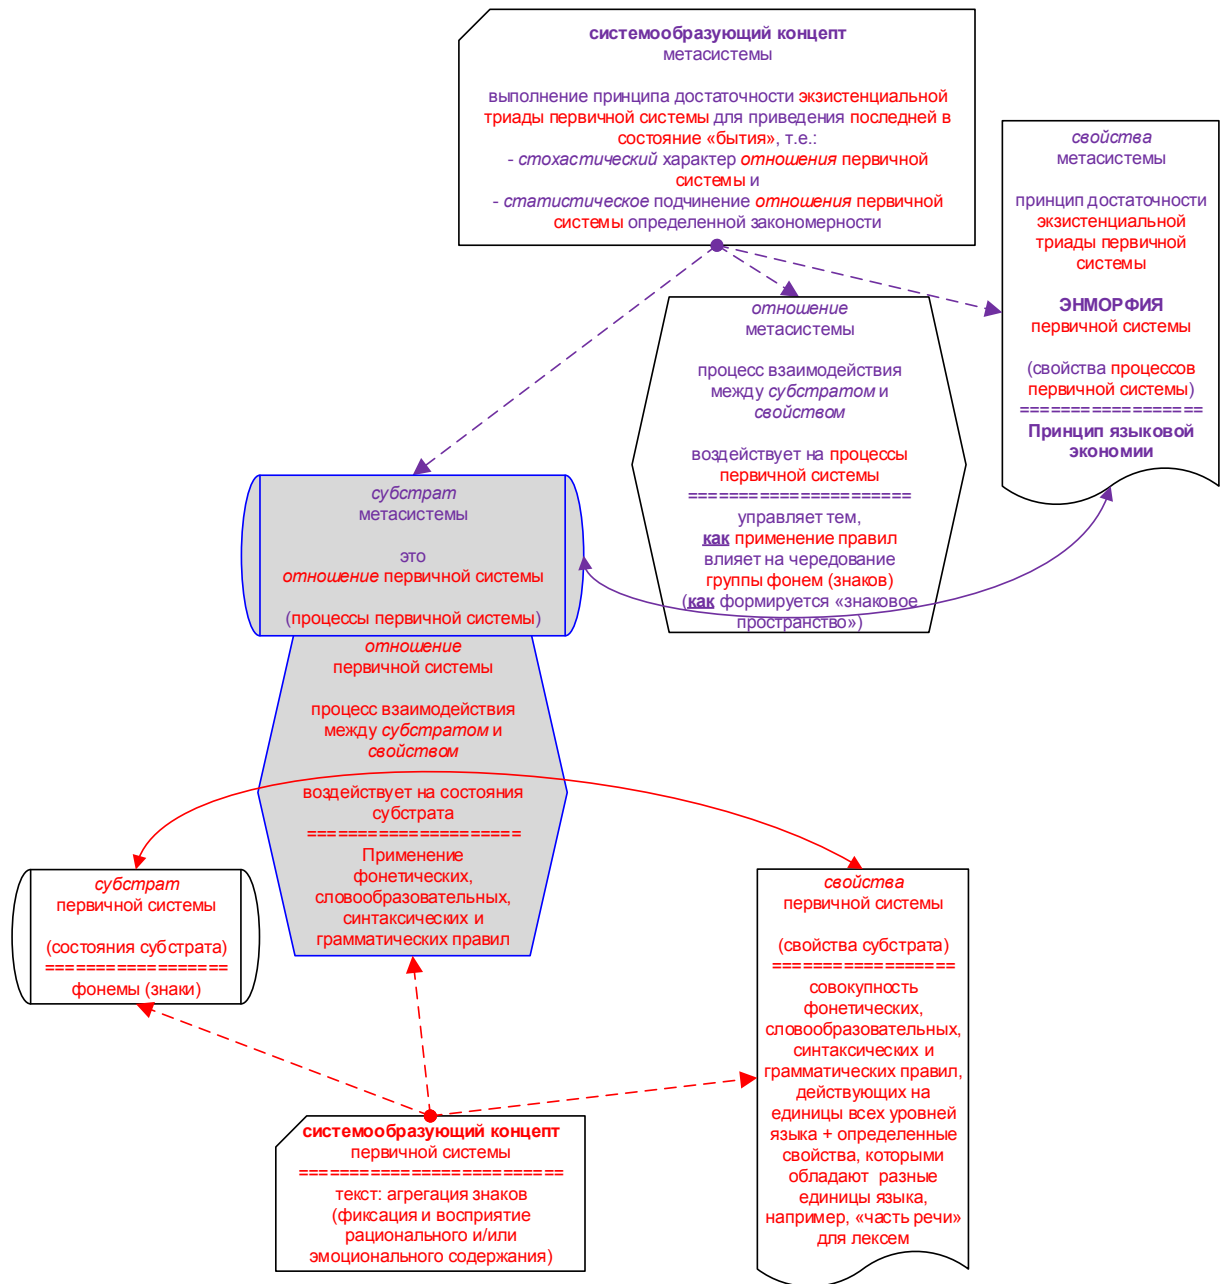 системообразующий концепт
метасистемы
выполнение принципа достаточности экзистенциальной
триады первичной системы для приведения последней в
состояние «бытия», т.е.:
- стохастический характер отношения первичной
системы и
- статистическое подчинение отношения первичной
системы определенной закономерности
свойства
метасистемы
принцип достаточности
экзистенциальной
триады первичной
системы
ЭНМОРФИЯ
первичной системы
(свойства процессов
первичной системы)
==================
Принцип языковой
экономии
отношение
метасистемы
процесс взаимодействия
между субстратом и
свойством
воздействует на процессы
первичной системы
======================
управляет тем,
как применение правил
влияет на чередование
группы фонем (знаков)
(как формируется «знаковое
пространство»)
субстрат
метасистемы
это
отношение первичной системы
(процессы первичной системы)
отношение
первичной системы
процесс взаимодействия
между субстратом и
свойством
воздействует на состояния
субстрата
=====================
Применение
фонетических,
словообразовательных,
синтаксических и
грамматических правил
субстрат
первичной системы
(состояния субстрата)
==================
фонемы (знаки)
свойства
первичной системы
(свойства субстрата)
==================
совокупность
фонетических,
словообразовательных,
синтаксических и
грамматических правил,
действующих на
единицы всех уровней
языка + определенные
свойства, которыми
обладают разные
единицы языка,
например, «часть речи»
для лексем
системообразующий концепт
первичной системы
==========================
текст: агрегация знаков
(фиксация и восприятие
рационального и/или
эмоционального содержания)